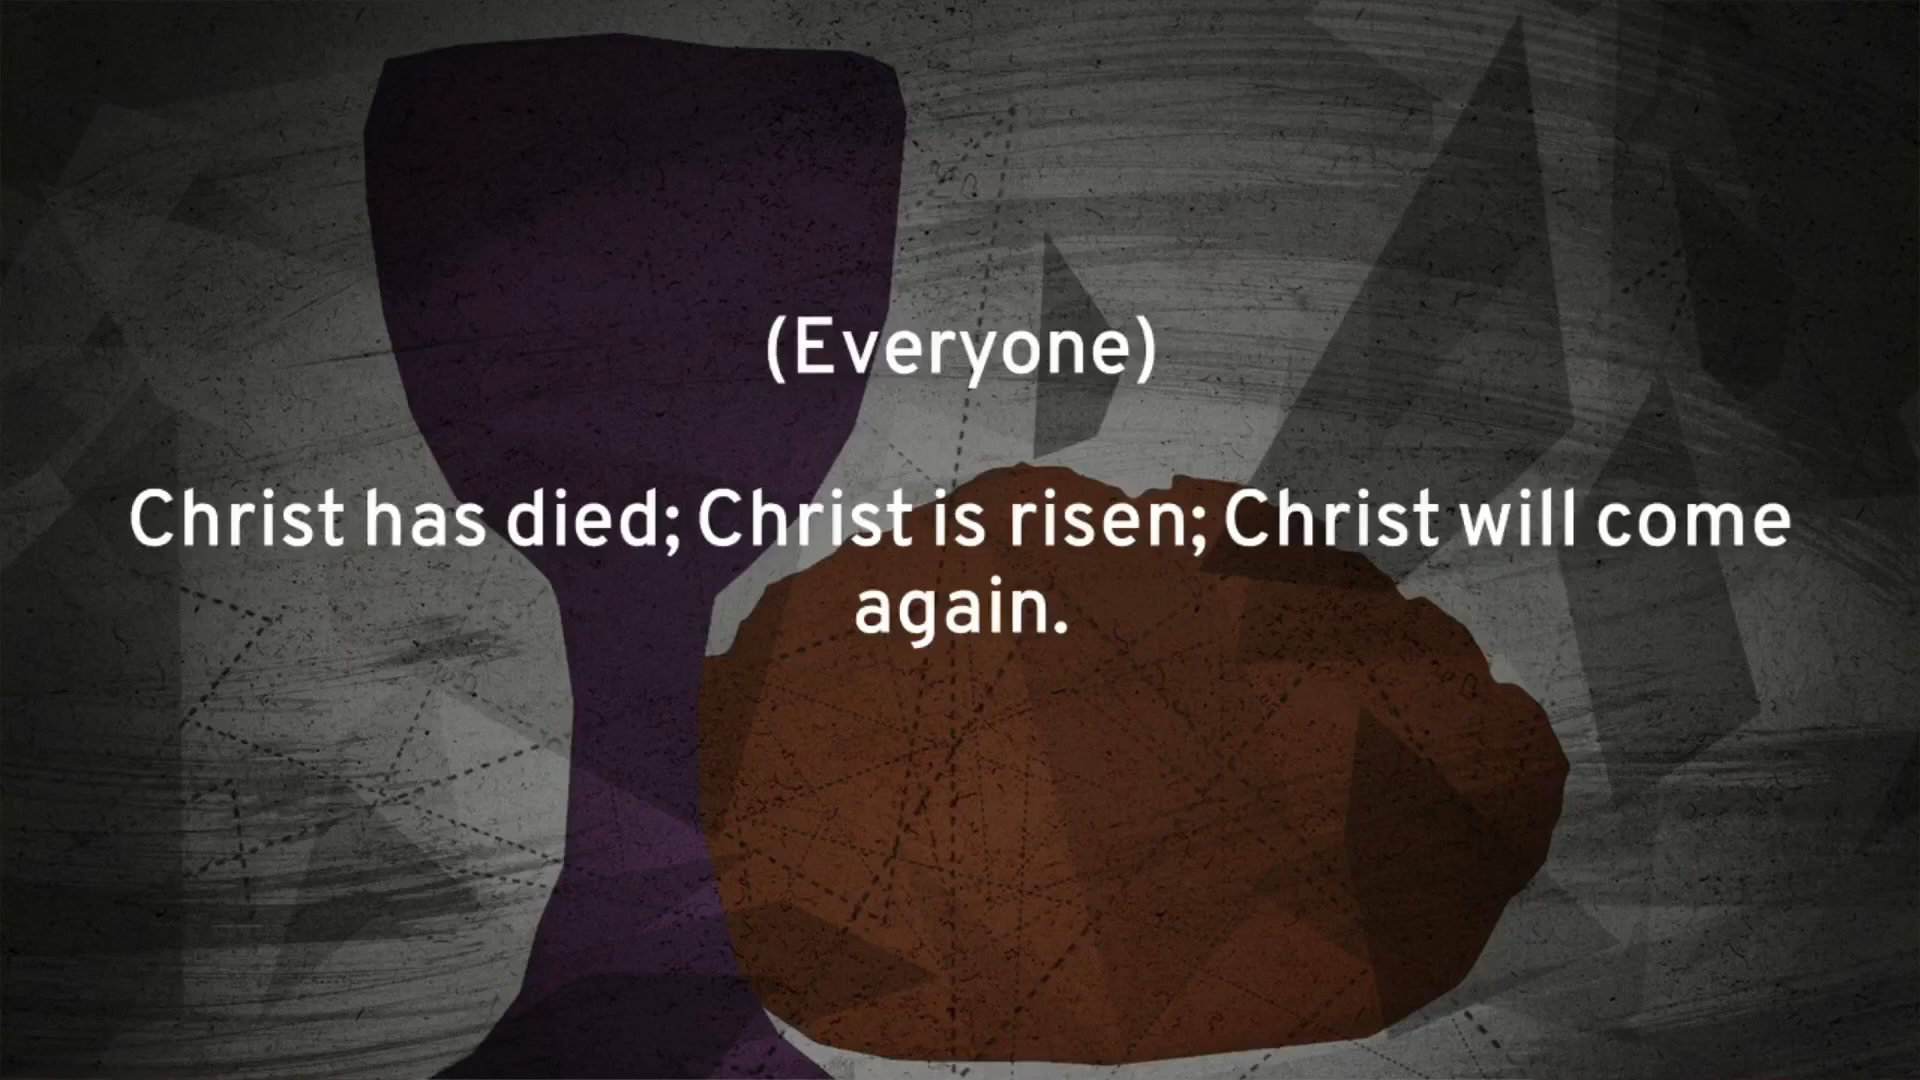 (Everyone)
Christ has died; Christ is risen; Christ will come
again.